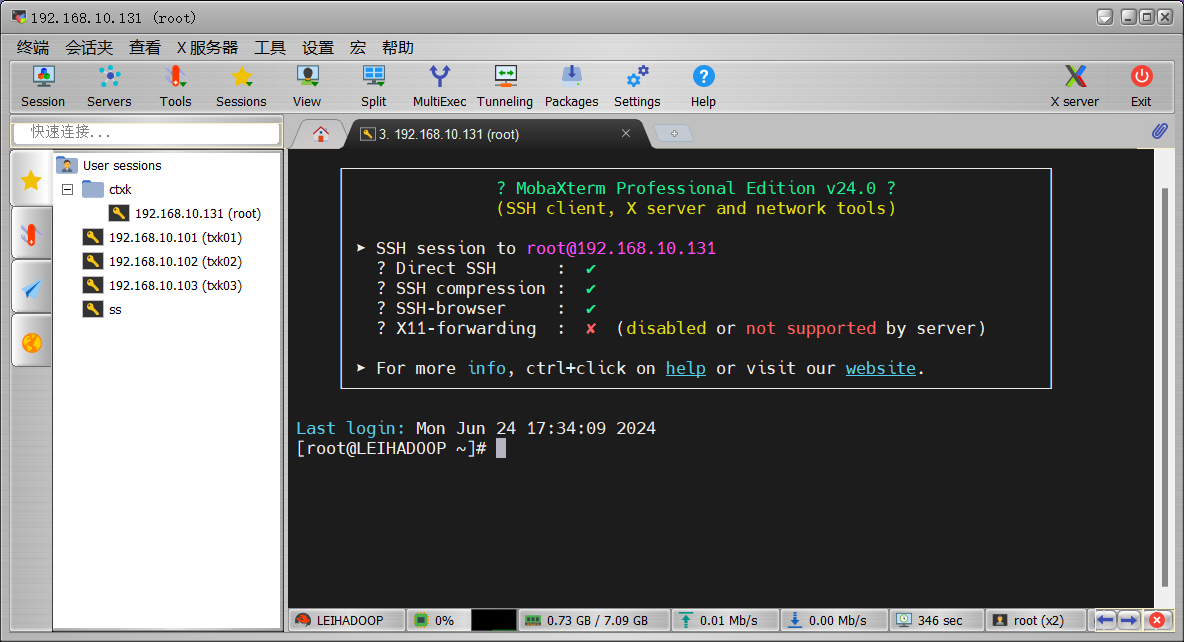 192.168.10.131 (root)
终端 会话夹 查看 X 服务器 工具 设置 宏 帮助
Session Servers Tools Sessions View Split MultiExec Tunneling Packages Settings Help X server Exit
快速连接...
3. 192.168.10.131 (root)
User sessions
ctxk
192.168.10.131 (root)
192.168.10.101 (txk01)
192.168.10.102 (txk02)
192.168.10.103 (txk03)
ss
? MobaXterm Professional Edition v24.0 ?
(SSH client, X server and network tools)
➤ SSH session to root@192.168.10.131
? Direct SSH : ✔
? SSH compression : ✔
? SSH-browser : ✔
? X11-forwarding : ✘ (disabled or not supported by server)
➤ For more info, ctrl+click on help or visit our website.
Last login: Mon Jun 24 17:34:09 2024
[root@LEIHADOOP ~]#
LEIHADOOP 0% 0.73 GB / 7.09 GB 0.01 Mb/s 0.00 Mb/s 346 sec root (x2)